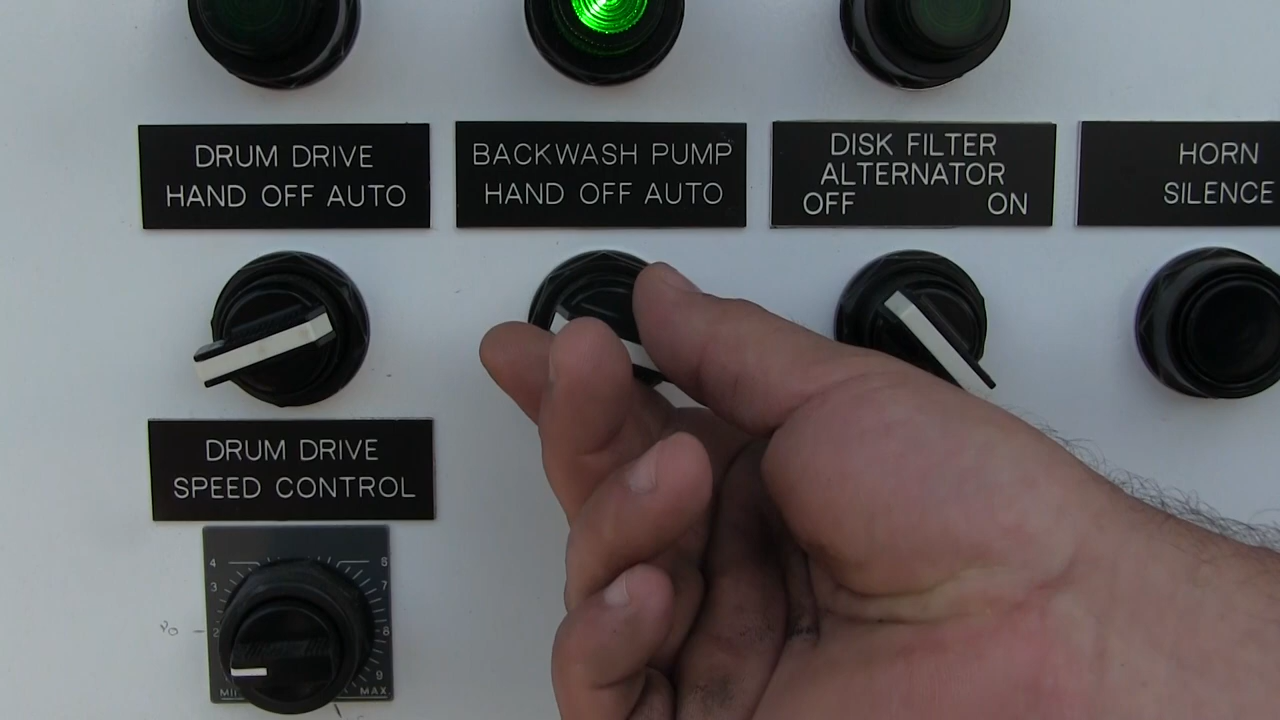 DRUM DRIVE
HAND OFF AUTO
BACKWASH PUMP
HAND OFF AUTO
DISK FILTER
ALTERNATOR
OFF ON
HORN
SILENCE
DRUM DRIVE
SPEED CONTROL
4 8
3 7
2 6
9
MAX.